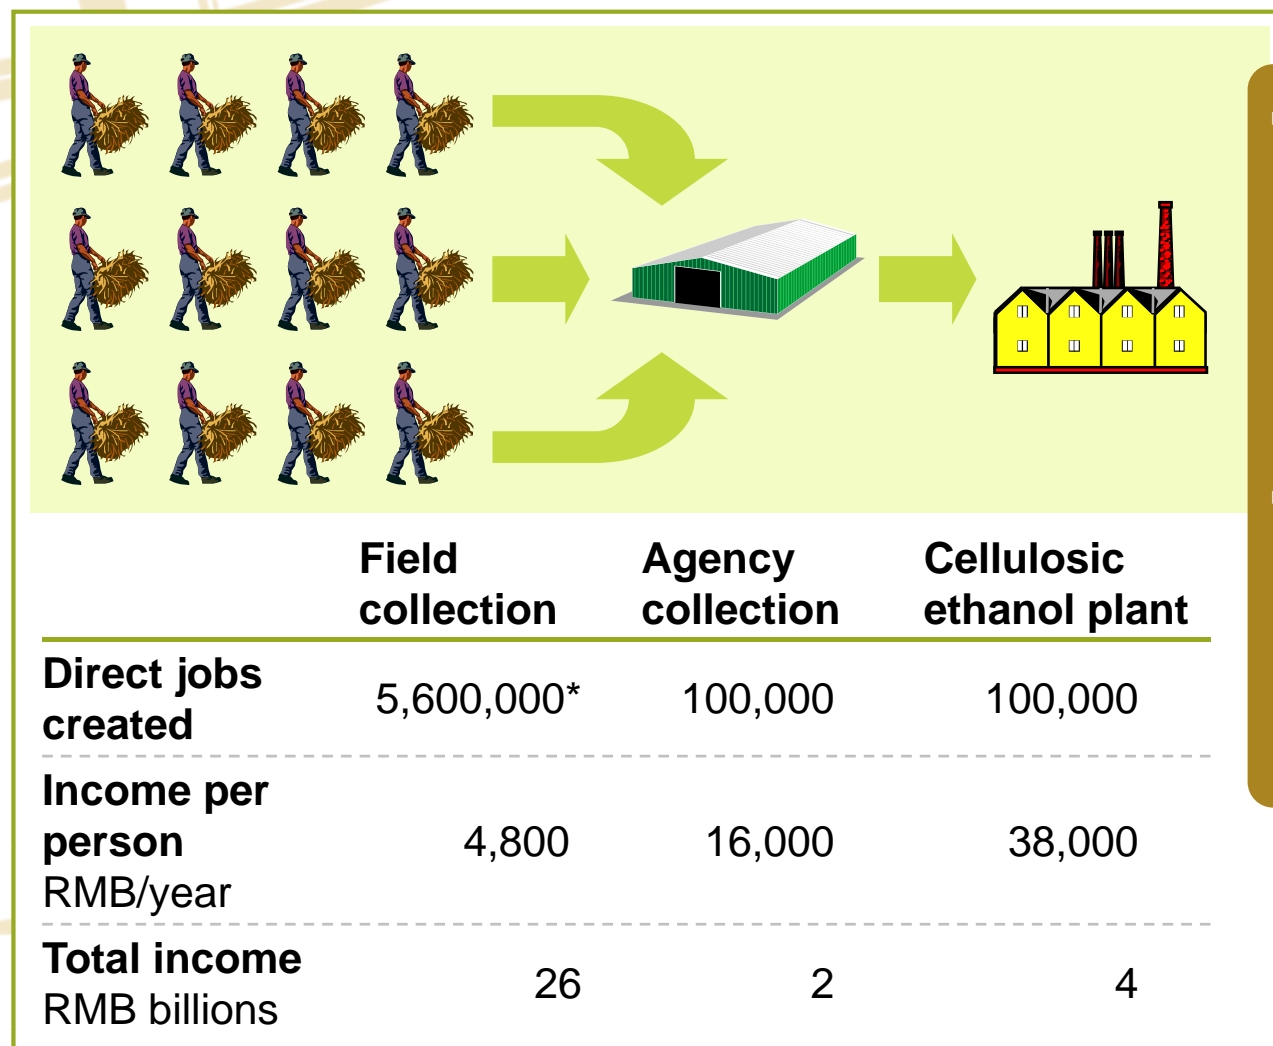 Field collection
Agency collection
Cellulosic ethanol plant
Direct jobs created
5,600,000*
100,000
100,000
Income per person
RMB/year
4,800
16,000
38,000
Total income
RMB billions
26
2
4